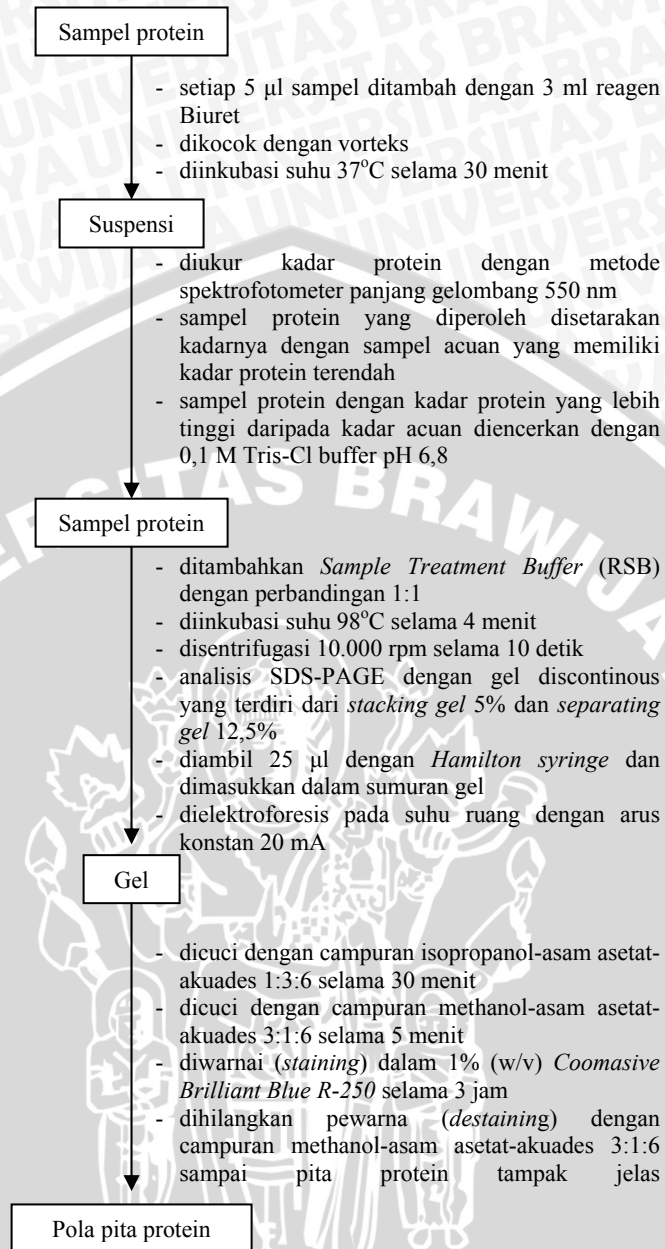 Sampel protein
- setiap 5 μl sampel ditambah dengan 3 ml reagen
Biuret
- dikocok dengan vorteks
- diinkubasi suhu 37°C selama 30 menit
Suspensi
- diukur kadar protein dengan metode
spektrofotometer panjang gelombang 550 nm
- sampel protein yang diperoleh disetarakan
kadarnya dengan sampel acuan yang memiliki
kadar protein terendah
- sampel protein dengan kadar protein yang lebih
tinggi daripada kadar acuan diencerkan dengan
0,1 M Tris-Cl buffer pH 6,8
Sampel protein
- ditambahkan Sample Treatment Buffer (RSB)
dengan perbandingan 1:1
- diinkubasi suhu 98°C selama 4 menit
- disentrifugasi 10.000 rpm selama 10 detik
- analisis SDS-PAGE dengan gel discontinous
yang terdiri dari stacking gel 5% dan separating
gel 12,5%
- diambil 25 μl dengan Hamilton syringe dan
dimasukkan dalam sumuran gel
- dielektroforesis pada suhu ruang dengan arus
konstan 20 mA
Gel
- dicuci dengan campuran isopropanol-asam asetat-
akuades 1:3:6 selama 30 menit
- dicuci dengan campuran methanol-asam asetat-
akuades 3:1:6 selama 5 menit
- diwarnai (staining) dalam 1% (w/v) Coomasive
Brilliant Blue R-250 selama 3 jam
- dihilangkan pewarna (destaining) dengan
campuran methanol-asam asetat-akuades 3:1:6
sampai pita protein tampak jelas
Pola pita protein